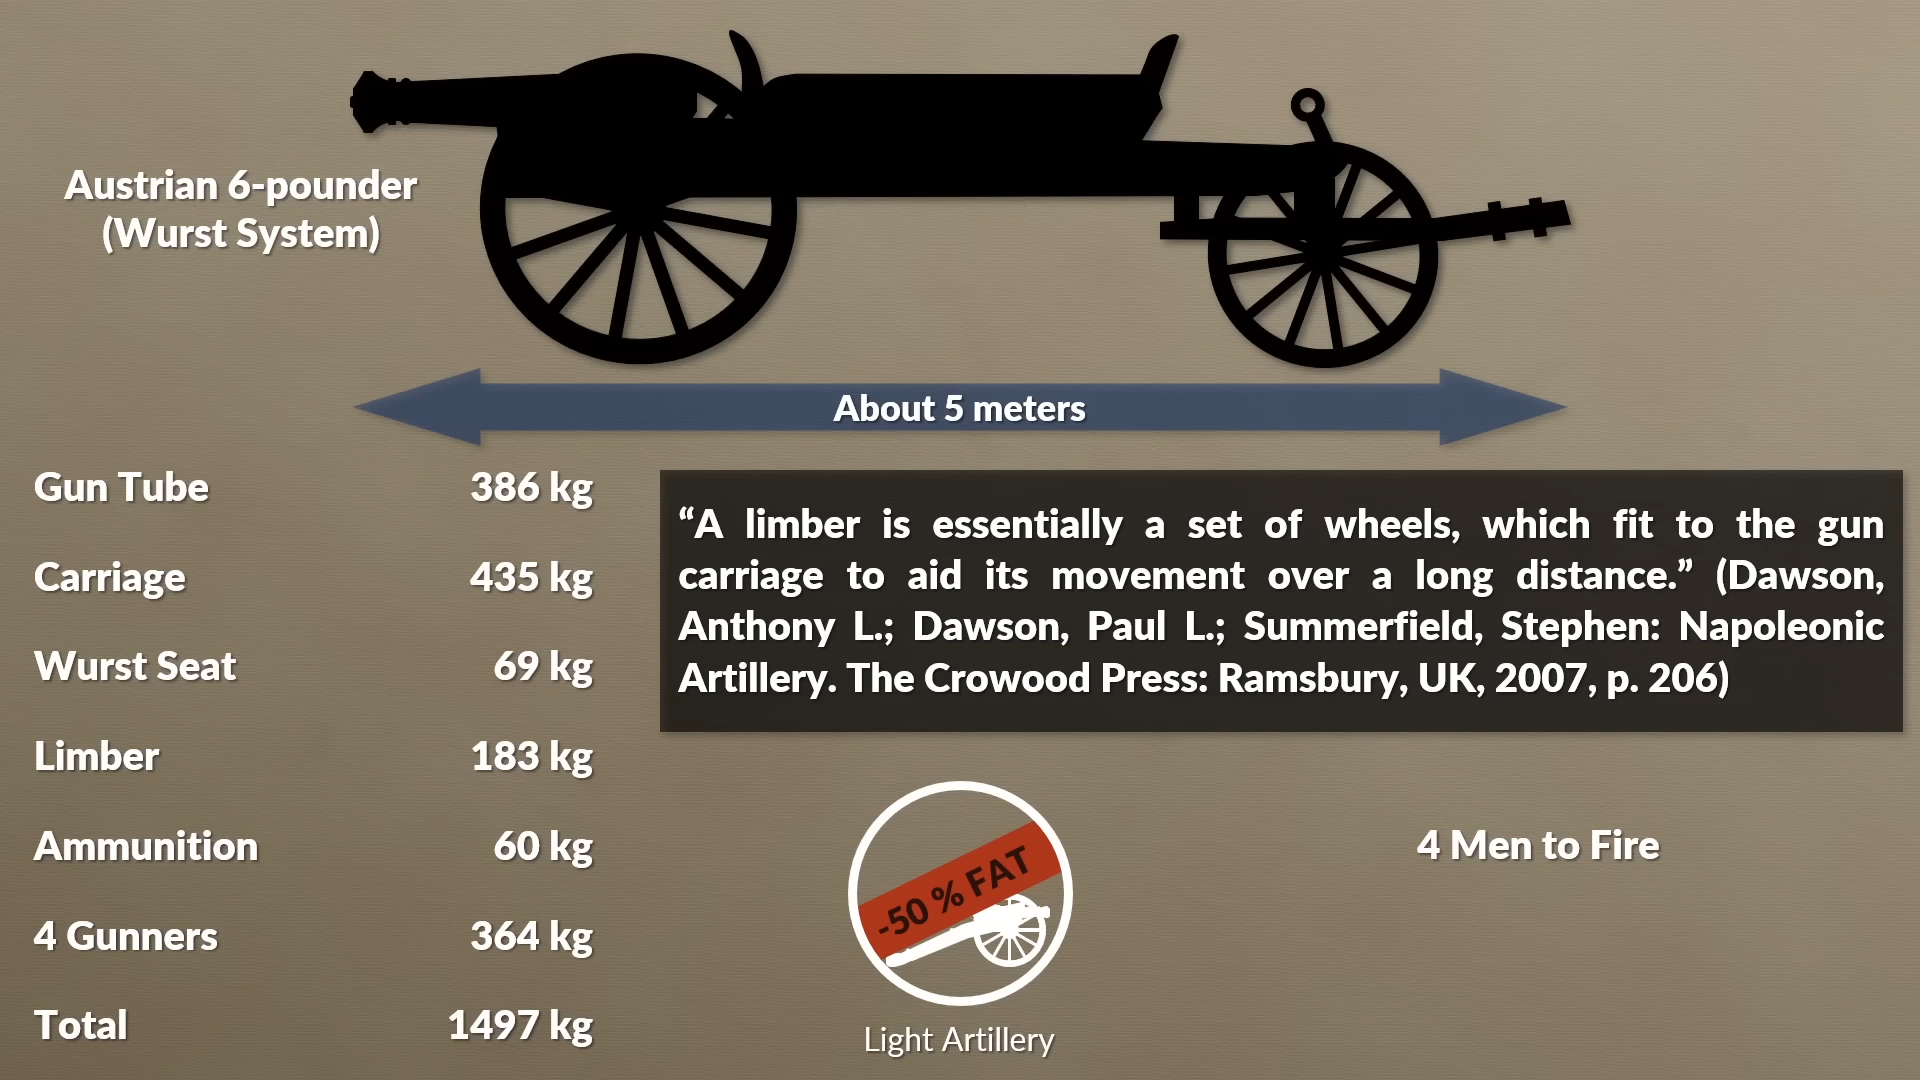 Austrian 6-pounder
(Wurst System)
About 5 meters
Gun Tube 386 kg
Carriage 435 kg
Wurst Seat 69 kg
Limber 183 kg
Ammunition 60 kg
4 Gunners 364 kg
Total 1497 kg
“A limber is essentially a set of wheels, which fit to the gun
carriage to aid its movement over a long distance.” (Dawson,
Anthony L.; Dawson, Paul L.; Summerfield, Stephen: Napoleonic
Artillery. The Crowood Press: Ramsbury, UK, 2007, p. 206)
-50 % FAT
Light Artillery
4 Men to Fire